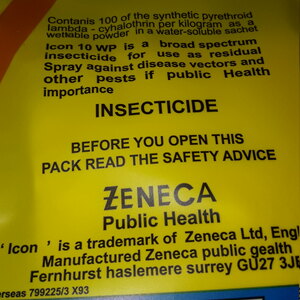 Contanis 100 of the synthetic pyrethroid
lambda - cyhalothrin per kilogram as a
wettable powder in a water-soluble sachet
Icon 10 WP is a broad spectrum
insecticide for use as residual
Spray against disease vectors and
other pests if public Health
importance
INSECTICIDE
BEFORE YOU OPEN THIS
PACK READ THE SAFETY ADVICE
ZENECA
Public Health
‘ Icon ’ is a trademark of Zeneca Ltd, Engl
Manufactured Zeneca public gealth
Fernhurst haslemere surrey GU27 3JE
erseas 799225/3 X93